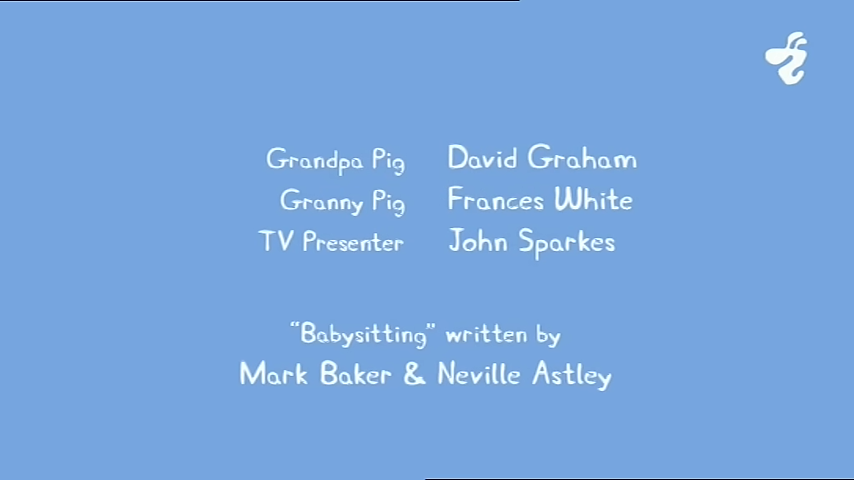 Grandpa Pig David Graham
Granny Pig Frances White
TV Presenter John Sparkes
“Babysitting” written by
Mark Baker & Neville Astley